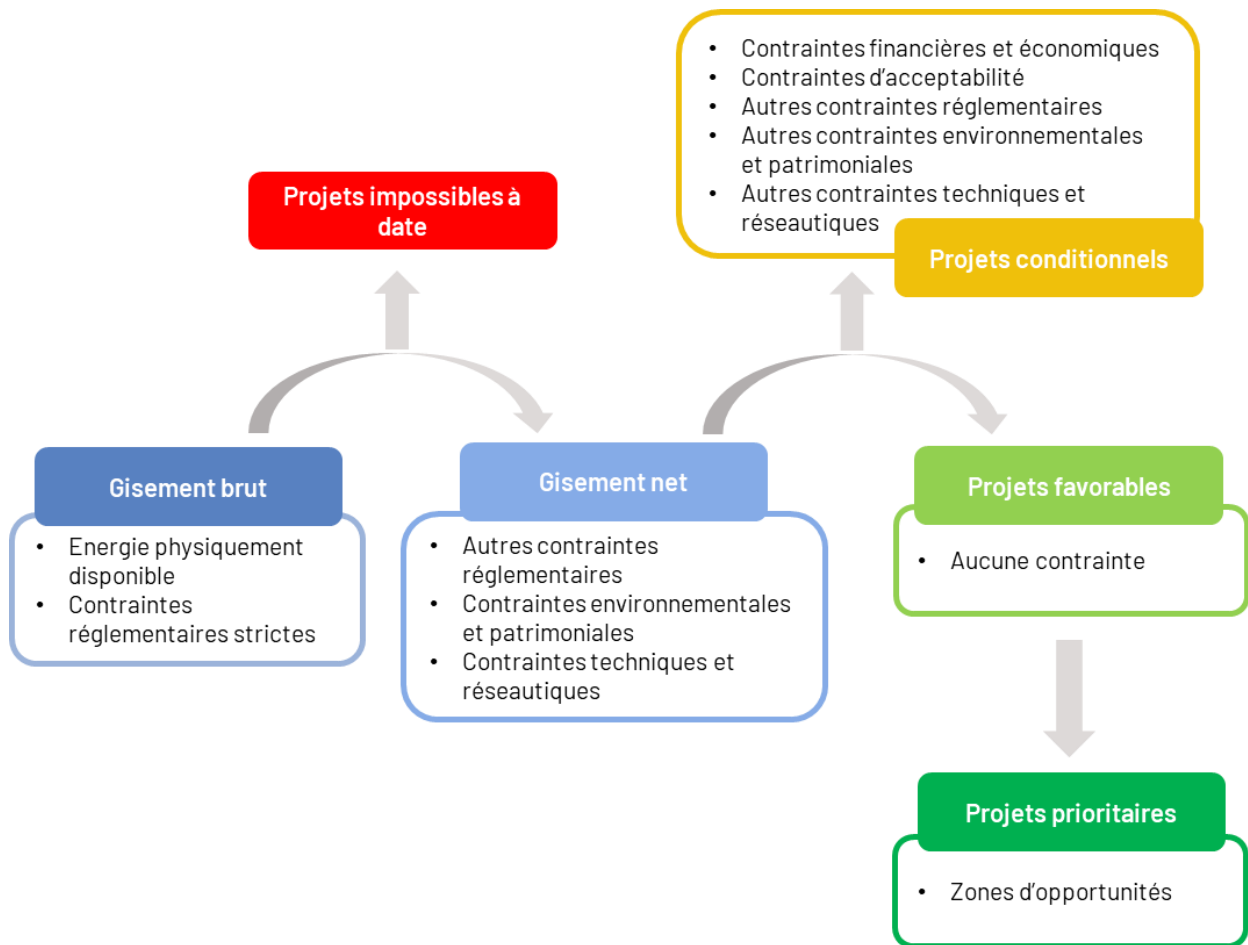 • Contraintes financières et économiques
• Contraintes d’acceptabilité
• Autres contraintes réglementaires
• Autres contraintes environnementales
et patrimoniales
• Autres contraintes techniques et
réseautiques
Projets conditionnels
Projets impossibles à
date
Gisement brut
• Energie physiquement
disponible
• Contraintes
réglementaires strictes
Gisement net
• Autres contraintes
réglementaires
• Contraintes environnementales
et patrimoniales
• Contraintes techniques et
réseautiques
Projets favorables
• Aucune contrainte
Projets prioritaires
• Zones d’opportunités